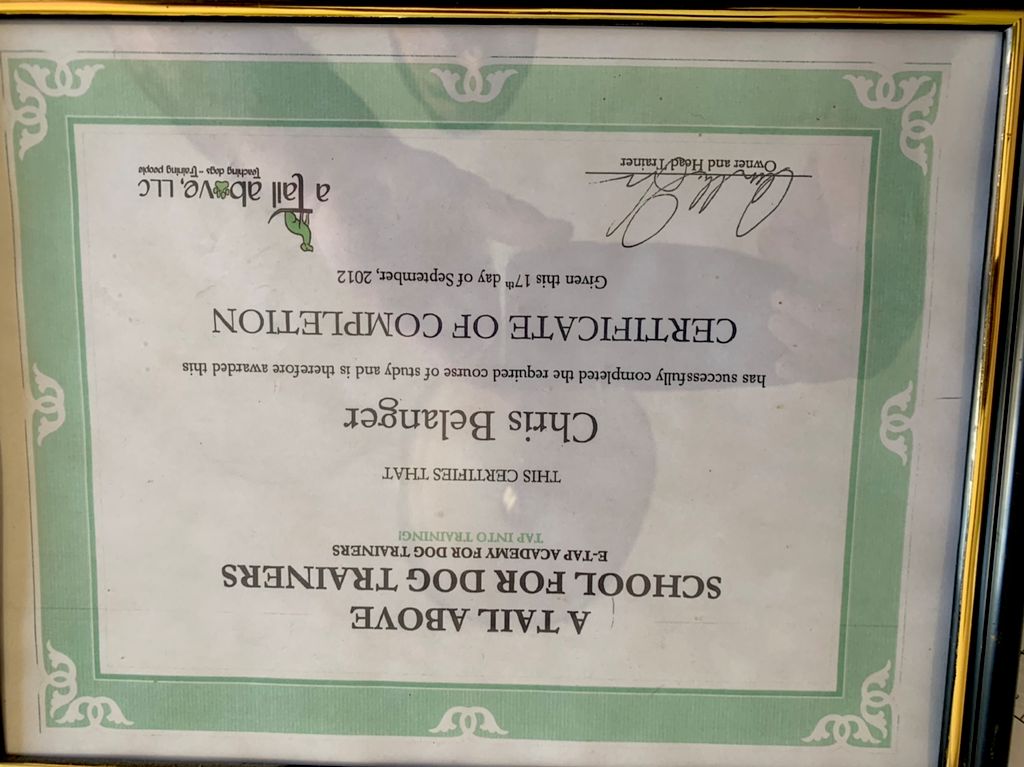 A TAIL ABOVE
SCHOOL FOR DOG TRAINERS
E-TAP ACADEMY FOR DOG TRAINERS
TAP INTO TRAINING!
THIS CERTIFIES THAT
Chris Belanger
has successfully completed the required course of study and is therefore awarded this
CERTIFICATE OF COMPLETION
Given this 17th day of September, 2012
Owner and Head Trainer
a tail above, LLC
Teaching dogs - Training people